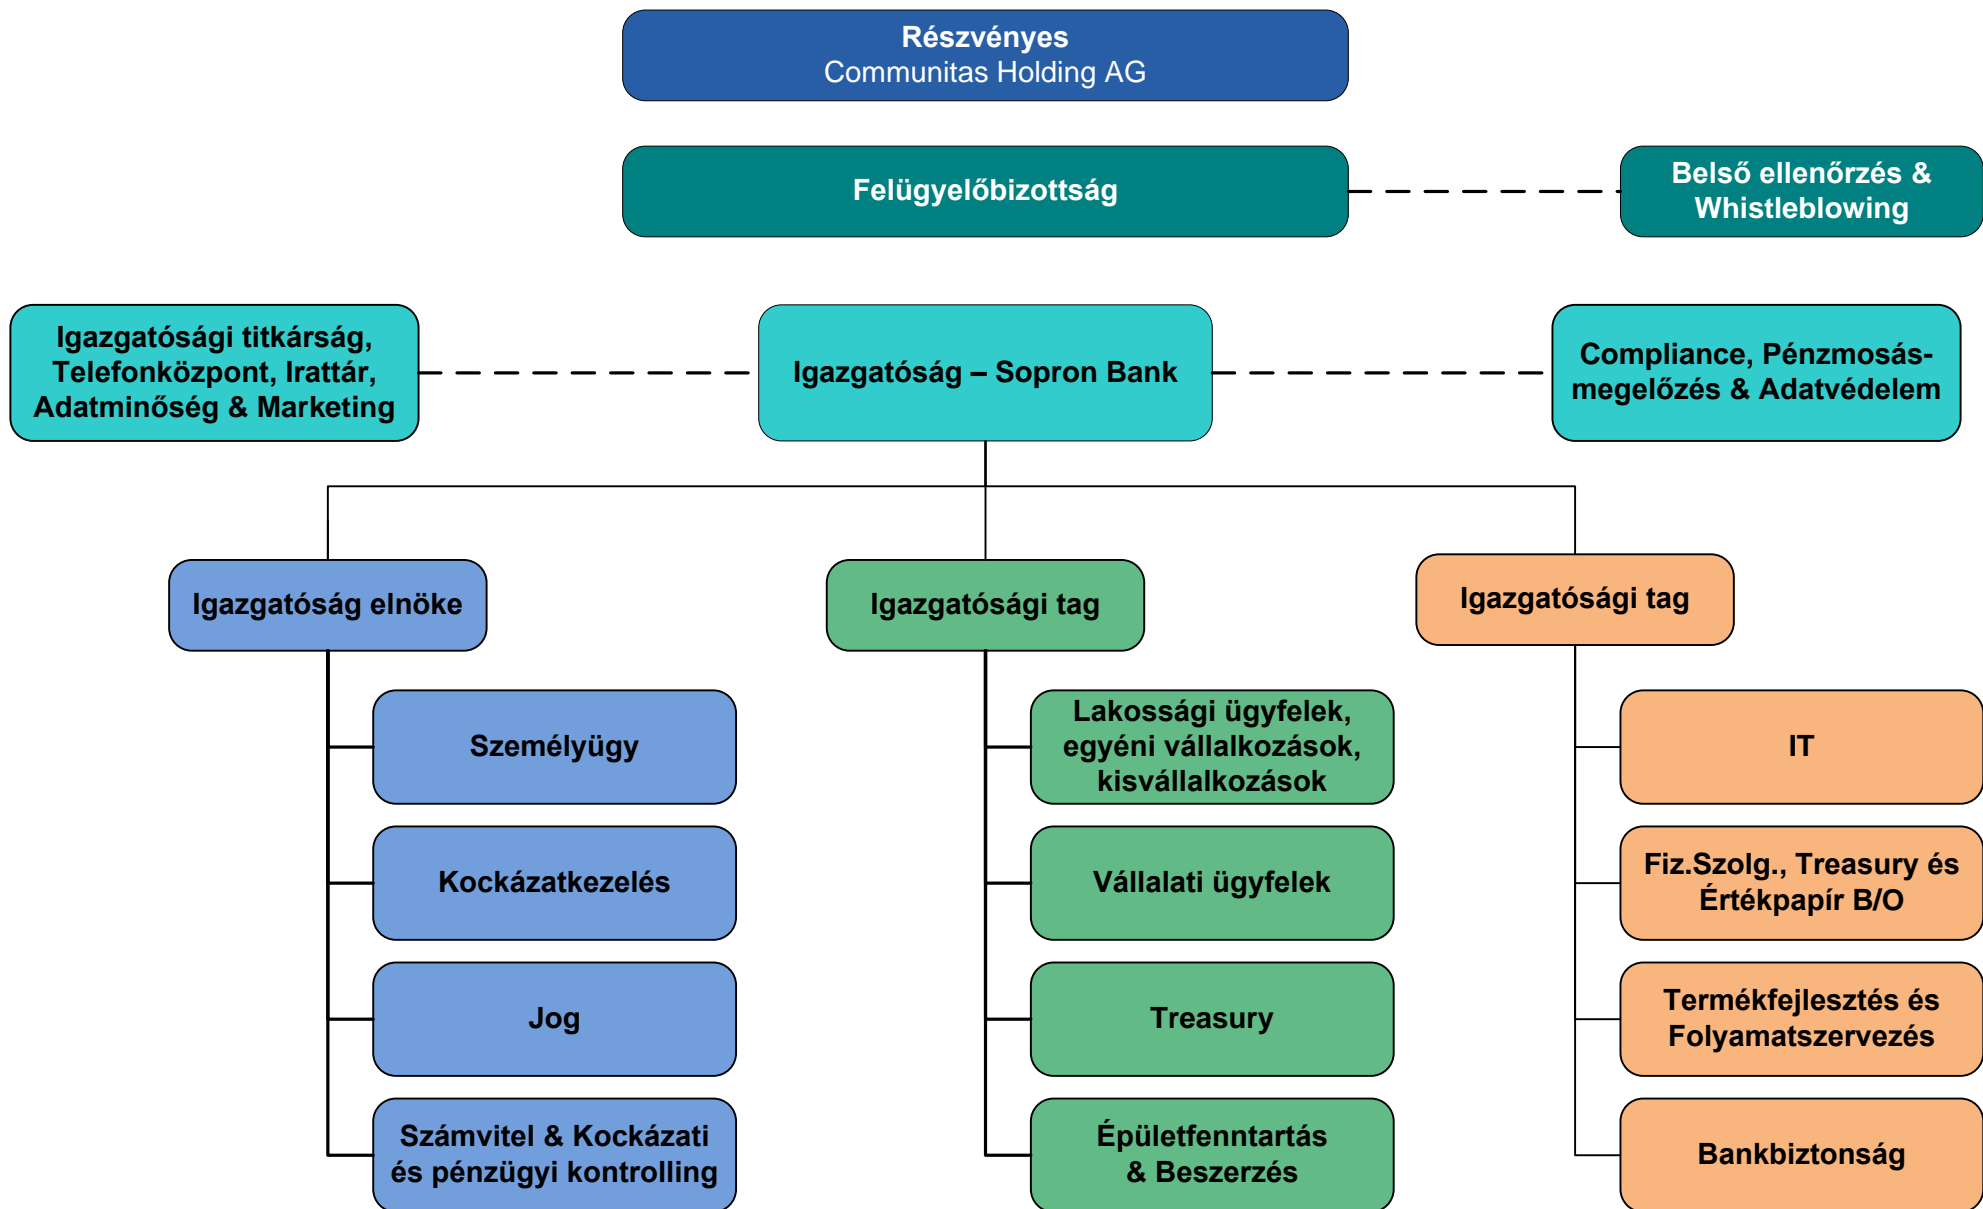 Részvényes
Communitas Holding AG
Felügyelőbizottság
Belső ellenőrzés &
Whistleblowing
Igazgatósági titkárság,
Telefonközpont, Irattár,
Adatminőség & Marketing
Igazgatóság – Sopron Bank
Compliance, Pénzmosás-
megelőzés & Adatvédelem
Igazgatóság elnöke
Igazgatósági tag
Igazgatósági tag
Személyügy
Lakossági ügyfelek,
egyéni vállalkozások,
kisvállalkozások
IT
Kockázatkezelés
Vállalati ügyfelek
Fiz.Szolg., Treasury és
Értékpapír B/O
Jog
Treasury
Termékfejlesztés és
Folyamatszervezés
Számvitel & Kockázati
és pénzügyi kontrolling
Épületfenntartás
& Beszerzés
Bankbiztonság